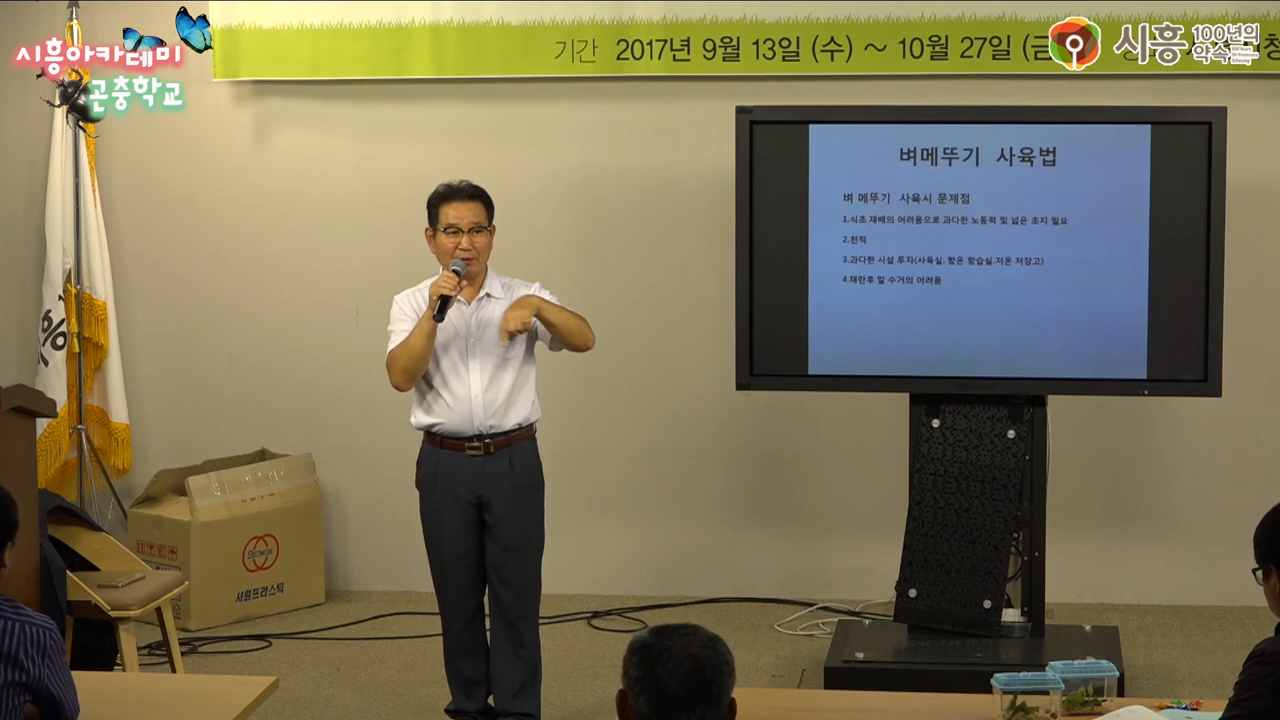 시흥아카데미
곤충학교
기간 2017년 9월 13일 (수) ~ 10월 27일 (금
시흥 100년의
약속
벼메뚜기 사육법
벼 메뚜기 사육시 문제점
1.식초 재배의 어려움으로 과다한 노동력 및 넓은 초지 필요
2.천적
3.과다한 시설 투자(사육실. 항온 항습실.저온 저장고)
4.채란후 알 수거의 어려움
서원프라스틱